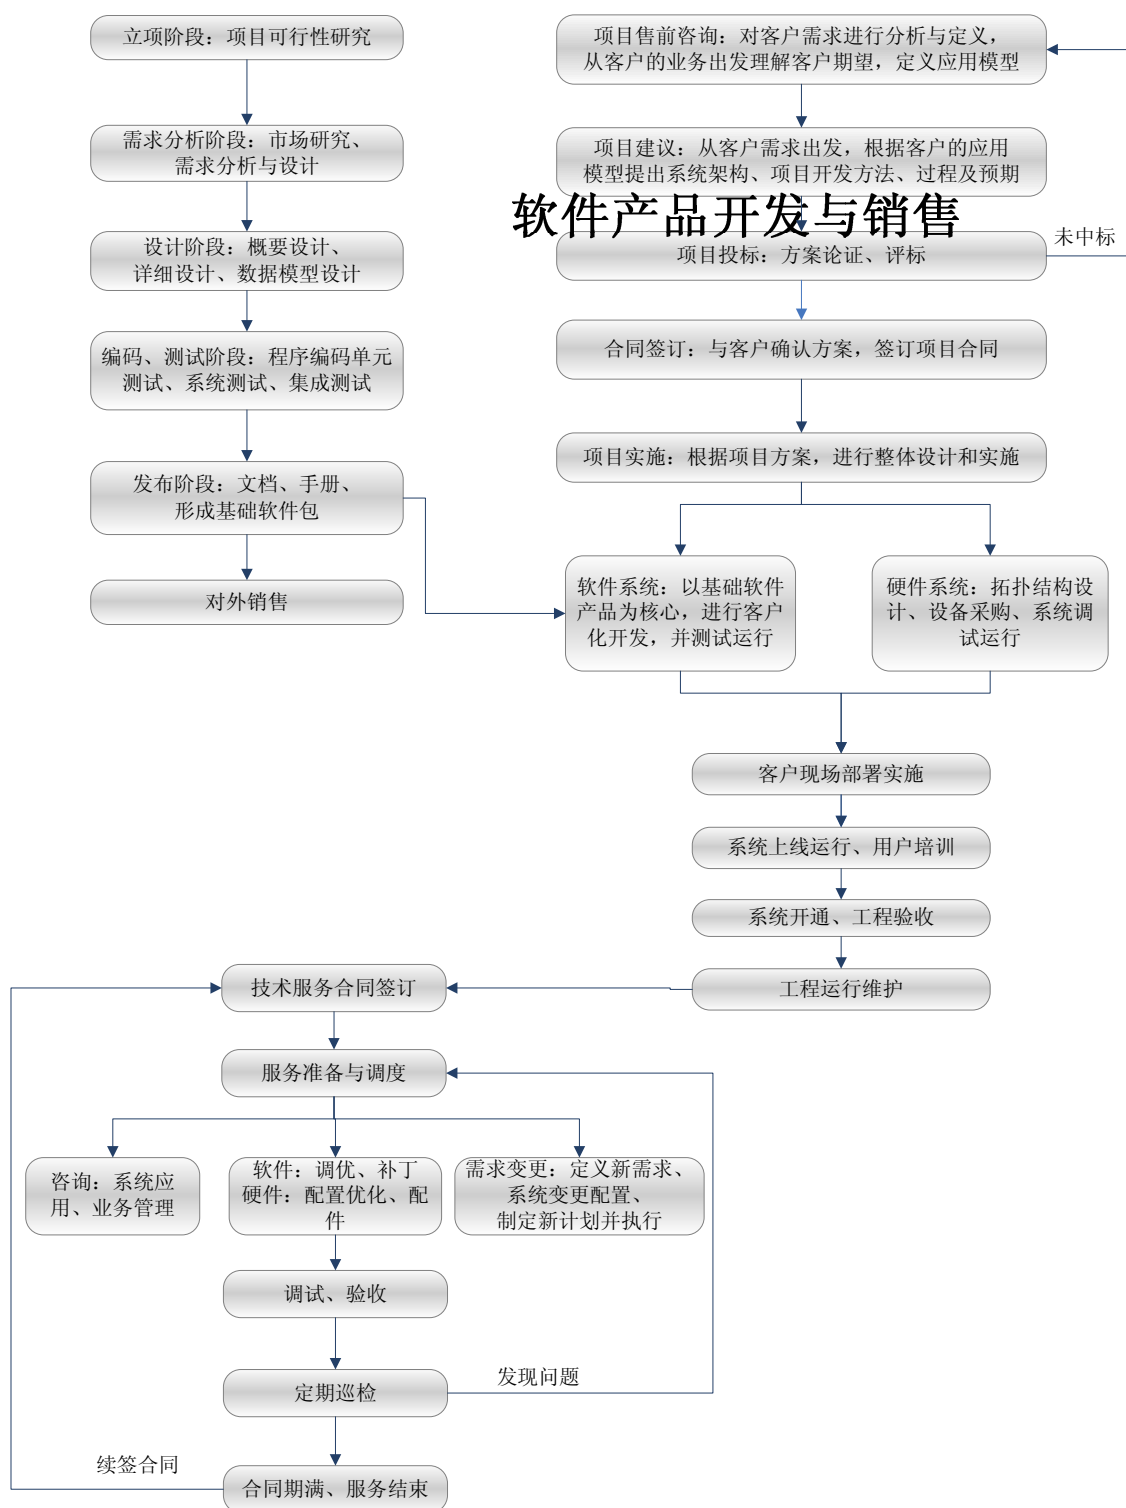 立项阶段：项目可行性研究
需求分析阶段：市场研究、
需求分析与设计
设计阶段：概要设计、
详细设计、数据模型设计
编码、测试阶段：程序编码单元
测试、系统测试、集成测试
发布阶段：文档、手册、
形成基础软件包
对外销售
项目售前咨询：对客户需求进行分析与定义，
从客户的业务出发理解客户期望，定义应用模型
项目建议：从客户需求出发，根据客户的应用
模型提出系统架构、项目开发方法、过程及预期
软件产品开发与销售
未中标
项目投标：方案论证、评标
合同签订：与客户确认方案，签订项目合同
项目实施：根据项目方案，进行整体设计和实施
软件系统：以基础软件
产品为核心，进行客户
化开发，并测试运行
硬件系统：拓扑结构设
计、设备采购、系统调
试运行
客户现场部署实施
系统上线运行、用户培训
系统开通、工程验收
工程运行维护
技术服务合同签订
服务准备与调度
咨询：系统应
用、业务管理
软件：调优、补丁
硬件：配置优化、配
件
需求变更：定义新需求、
系统变更配置、
制定新计划并执行
调试、验收
定期巡检
发现问题
续签合同
合同期满、服务结束